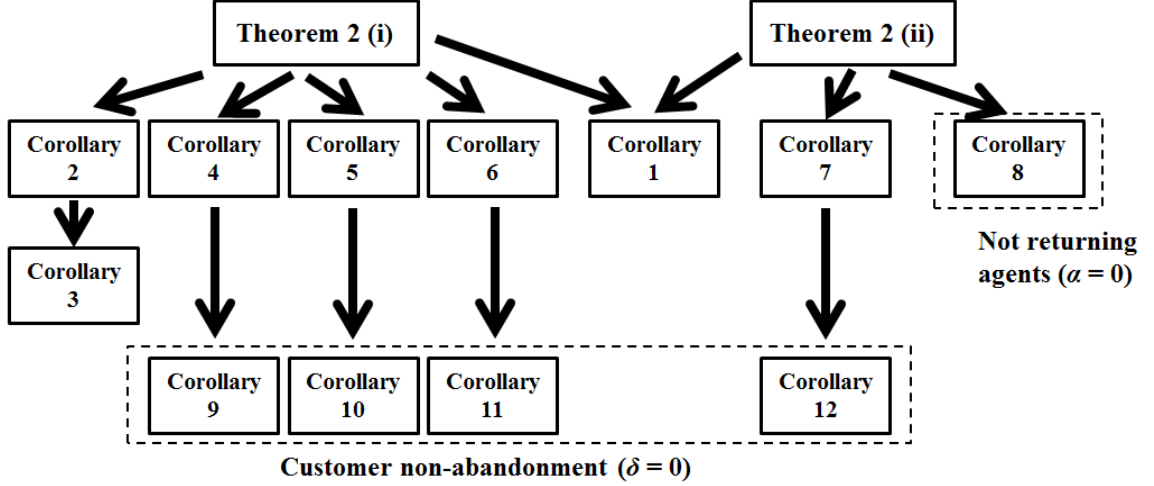 Theorem 2 (i)
Theorem 2 (ii)
Corollary
2
Corollary
4
Corollary
5
Corollary
6
Corollary
1
Corollary
7
Corollary
8
Not returning
agents (α = 0)
Corollary
3
Corollary
9
Corollary
10
Corollary
11
Corollary
12
Customer non-abandonment (δ = 0)